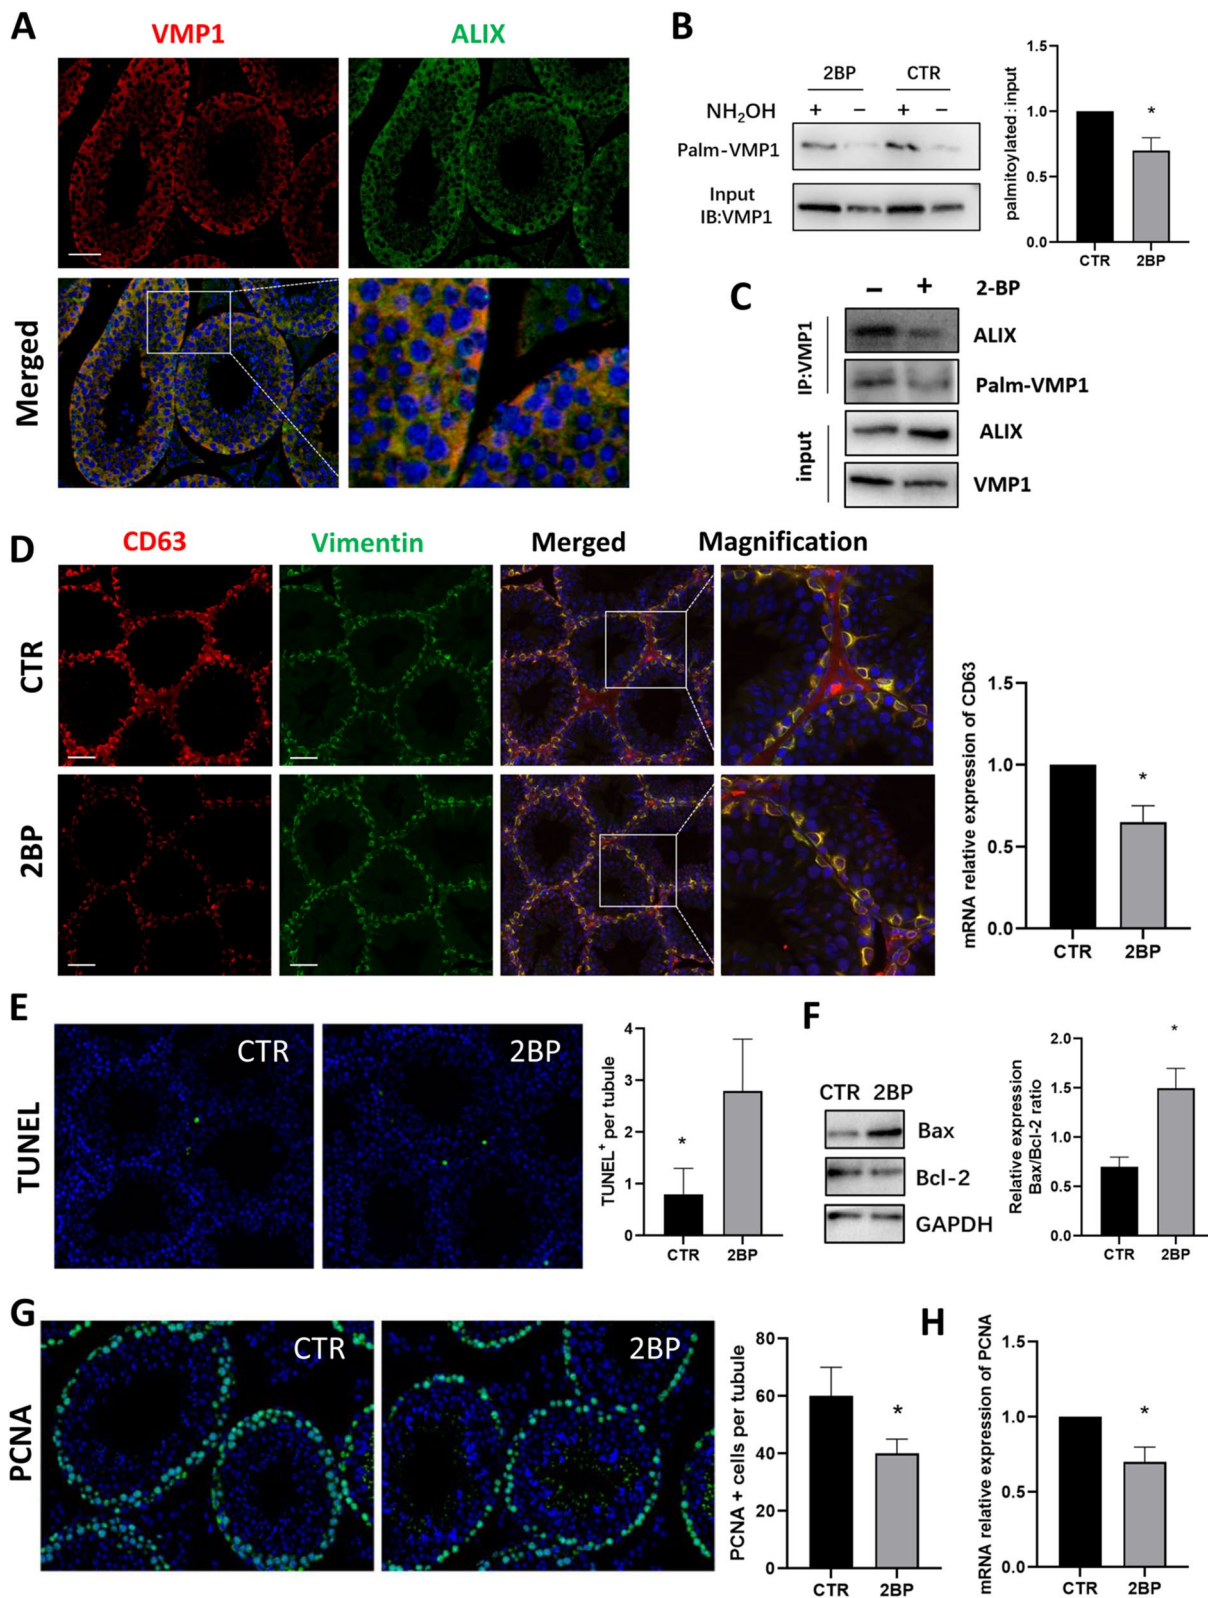 A
VMP1
ALIX
Merged
B
2BP
CTR
NH₂OH
+
−
+
−
Palm-VMP1
Input
IB:VMP1
palmitoylated:input
1.5
1.0
0.5
0.0
*
CTR
2BP
C
−
+
2-BP
IP:VMP1
ALIX
Palm-VMP1
input
ALIX
VMP1
D
CD63
Vimentin
Merged
Magnification
CTR
2BP
mRNA relative expression of CD63
1.5
1.0
0.5
0.0
*
CTR
2BP
E
TUNEL
CTR
2BP
TUNEL⁺ per tubule
4
3
2
1
0
*
CTR
2BP
F
CTR
2BP
Bax
Bcl-2
GAPDH
Relative expression
Bax/Bcl-2 ratio
2.0
1.5
1.0
0.5
0.0
*
CTR
2BP
G
PCNA
CTR
2BP
PCNA + cells per tubule
80
60
40
20
0
*
CTR
2BP
H
mRNA relative expression of PCNA
1.5
1.0
0.5
0.0
*
CTR
2BP